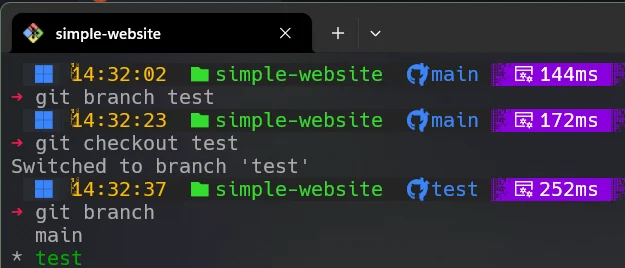 simple-website
14:32:02 simple-website main 144ms
→ git branch test
14:32:23 simple-website main 172ms
→ git checkout test
Switched to branch 'test'
14:32:37 simple-website test 252ms
→ git branch
main
* test